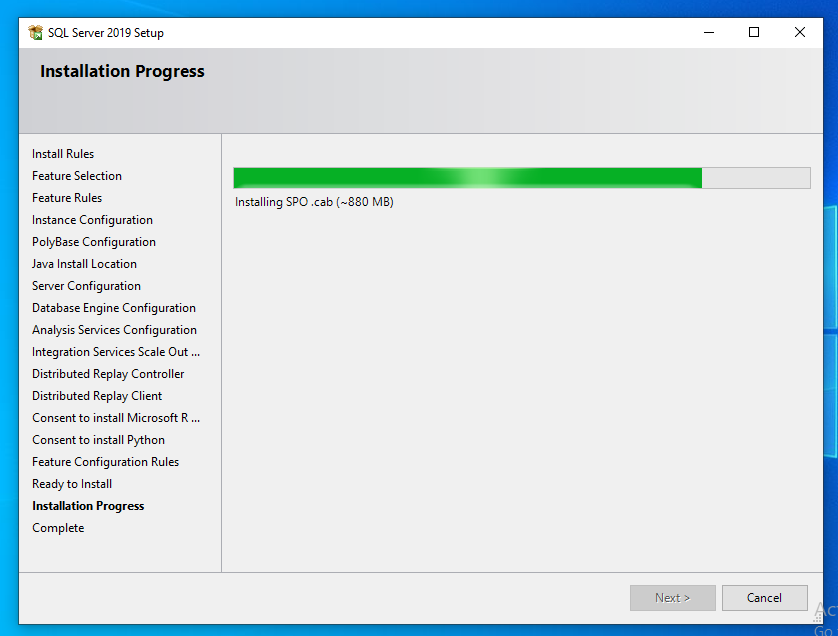 SQL Server 2019 Setup
Installation Progress
Install Rules
Feature Selection
Feature Rules
Instance Configuration
PolyBase Configuration
Java Install Location
Server Configuration
Database Engine Configuration
Analysis Services Configuration
Integration Services Scale Out ...
Distributed Replay Controller
Distributed Replay Client
Consent to install Microsoft R ...
Consent to install Python
Feature Configuration Rules
Ready to Install
Installation Progress
Complete
Installing SPO .cab (~880 MB)
Next >
Cancel